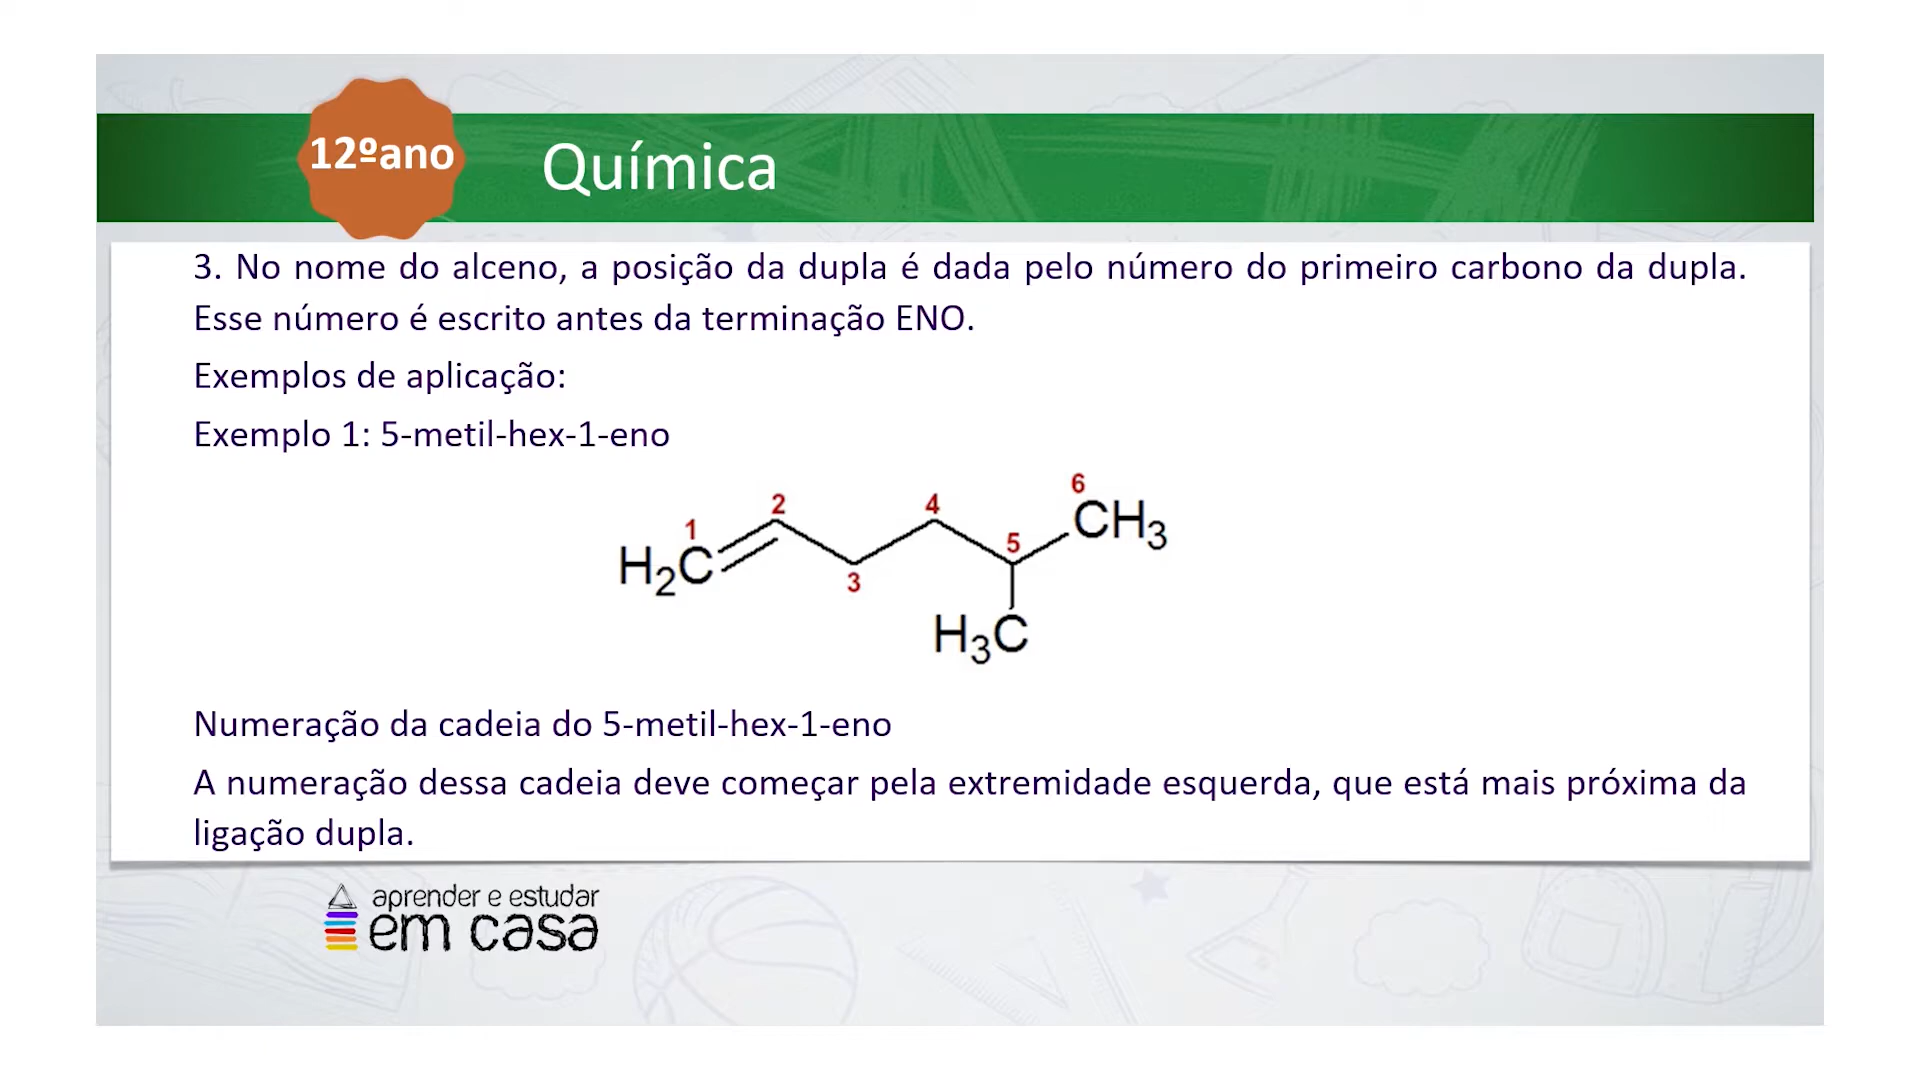 12ºano
Química
3. No nome do alceno, a posição da dupla é dada pelo número do primeiro carbono da dupla.
Esse número é escrito antes da terminação ENO.
Exemplos de aplicação:
Exemplo 1: 5-metil-hex-1-eno
1 2 3 4 5 6
H₂C
CH₃
H₃C
Numeração da cadeia do 5-metil-hex-1-eno
A numeração dessa cadeia deve começar pela extremidade esquerda, que está mais próxima da
ligação dupla.
aprender e estudar
em casa